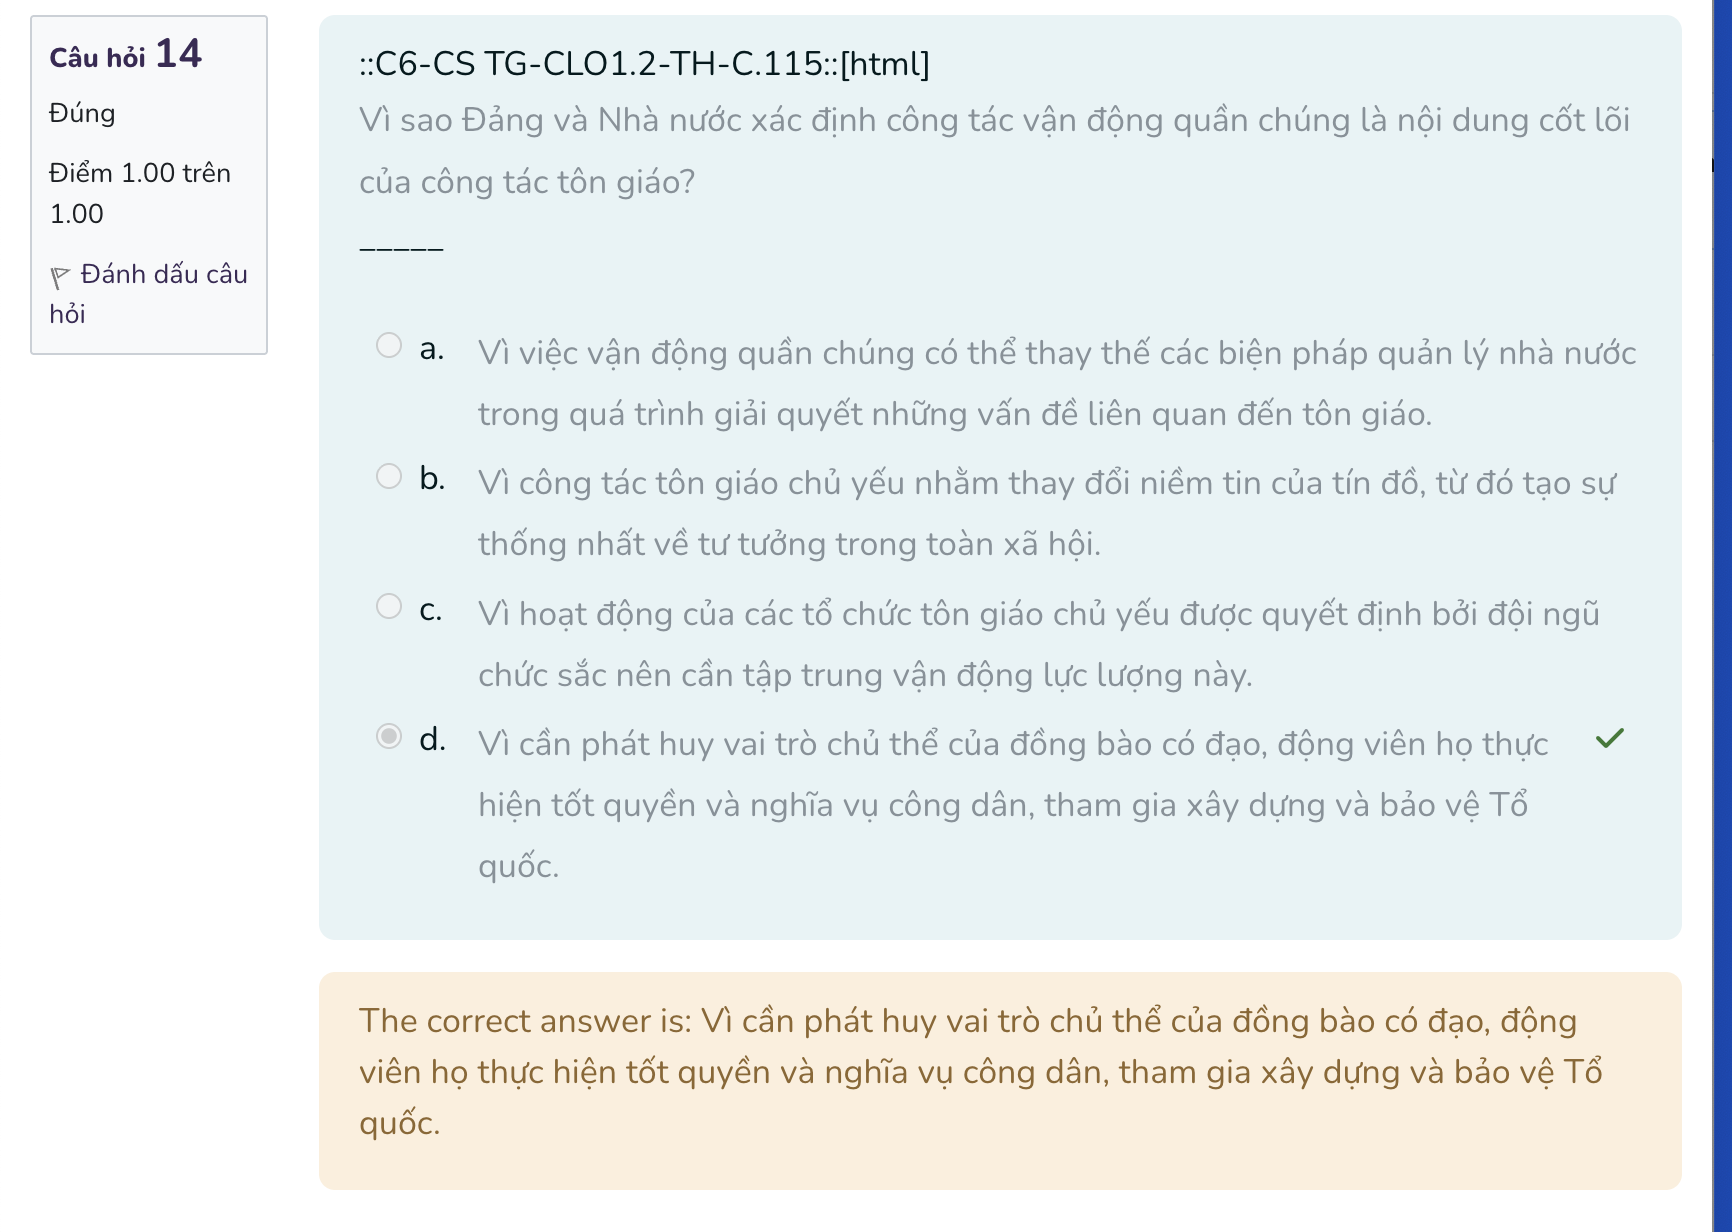 Câu hỏi 14
Đúng
Điểm 1.00 trên
1.00
Đánh dấu câu
hỏi
::C6-CS TG-CLO1.2-TH-C.115::[html]
Vì sao Đảng và Nhà nước xác định công tác vận động quần chúng là nội dung cốt lõi
của công tác tôn giáo?
_____
a. Vì việc vận động quần chúng có thể thay thế các biện pháp quản lý nhà nước
trong quá trình giải quyết những vấn đề liên quan đến tôn giáo.
b. Vì công tác tôn giáo chủ yếu nhằm thay đổi niềm tin của tín đồ, từ đó tạo sự
thống nhất về tư tưởng trong toàn xã hội.
c. Vì hoạt động của các tổ chức tôn giáo chủ yếu được quyết định bởi đội ngũ
chức sắc nên cần tập trung vận động lực lượng này.
d. Vì cần phát huy vai trò chủ thể của đồng bào có đạo, động viên họ thực
hiện tốt quyền và nghĩa vụ công dân, tham gia xây dựng và bảo vệ Tổ
quốc.
The correct answer is: Vì cần phát huy vai trò chủ thể của đồng bào có đạo, động
viên họ thực hiện tốt quyền và nghĩa vụ công dân, tham gia xây dựng và bảo vệ Tổ
quốc.